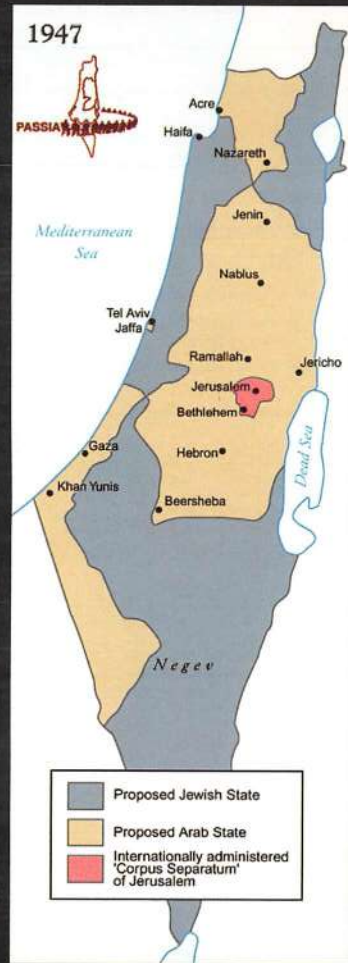 1947
PASSIA
Acre
Haifa
Nazareth
Mediterranean
Sea
Jenin
Nablus
Tel Aviv
Jaffa
Ramallah
Jericho
Jerusalem
Bethlehem
Dead Sea
Gaza
Hebron
Khan Yunis
Beersheba
Negev
Proposed Jewish State
Proposed Arab State
Internationally administered
'Corpus Separatum'
of Jerusalem